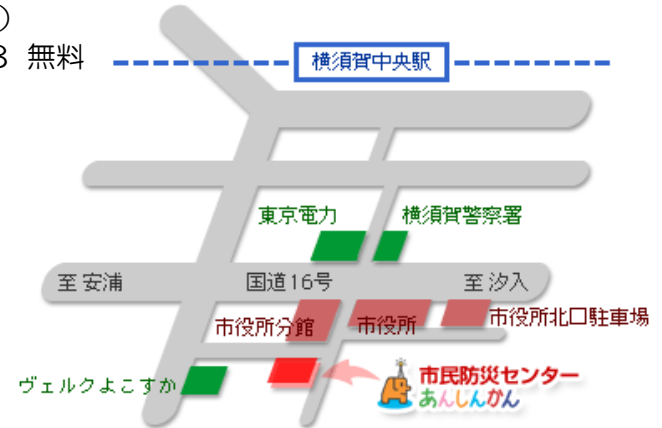 8 無料
横須賀中央駅
東京電力
横須賀警察署
至安浦
国道16号
至汐入
市役所分館
市役所
市役所北口駐車場
ヴェルクよこすか
市民防災センター
あんしんかん